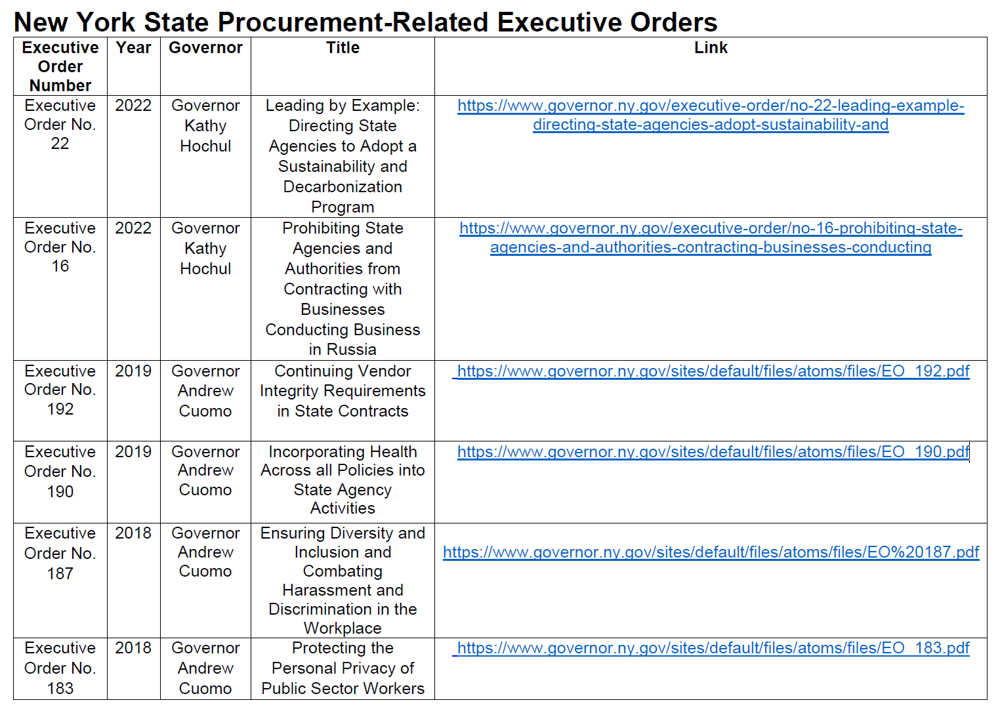 New York State Procurement-Related Executive Orders
Executive
Order
Number
Year
Governor
Title
Link
Executive
Order No.
22
2022
Governor
Kathy
Hochul
Leading by Example:
Directing State
Agencies to Adopt a
Sustainability and
Decarbonization
Program
https://www.governor.ny.gov/executive-order/no-22-leading-example-
directing-state-agencies-adopt-sustainability-and
Executive
Order No.
16
2022
Governor
Kathy
Hochul
Prohibiting State
Agencies and
Authorities from
Contracting with
Businesses
Conducting Business
in Russia
https://www.governor.ny.gov/executive-order/no-16-prohibiting-state-
agencies-and-authorities-contracting-businesses-conducting
Executive
Order No.
192
2019
Governor
Andrew
Cuomo
Continuing Vendor
Integrity Requirements
in State Contracts
https://www.governor.ny.gov/sites/default/files/atoms/files/EO_192.pdf
Executive
Order No.
190
2019
Governor
Andrew
Cuomo
Incorporating Health
Across all Policies into
State Agency
Activities
https://www.governor.ny.gov/sites/default/files/atoms/files/EO_190.pdf
Executive
Order No.
187
2018
Governor
Andrew
Cuomo
Ensuring Diversity and
Inclusion and
Combating
Harassment and
Discrimination in the
Workplace
https://www.governor.ny.gov/sites/default/files/atoms/files/EO%20187.pdf
Executive
Order No.
183
2018
Governor
Andrew
Cuomo
Protecting the
Personal Privacy of
Public Sector Workers
https://www.governor.ny.gov/sites/default/files/atoms/files/EO_183.pdf